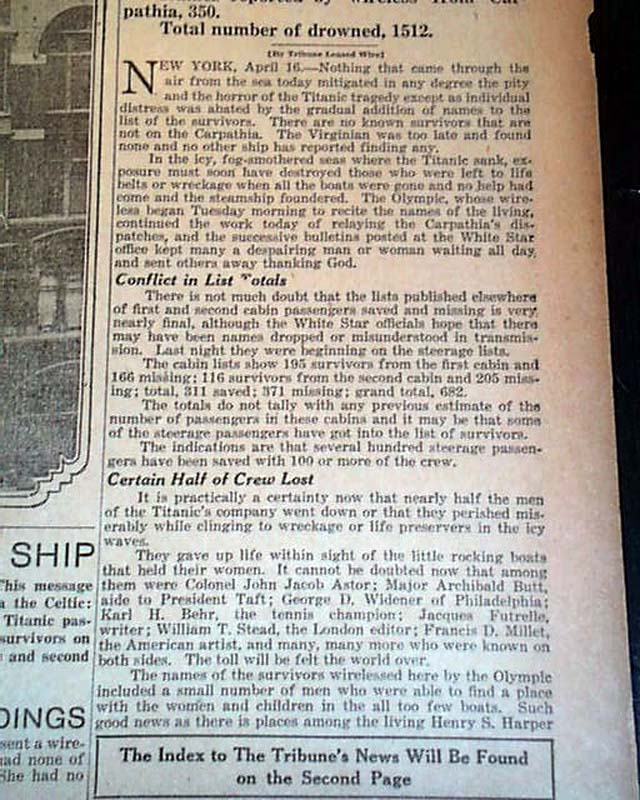 pathia, 350.
Total number of drowned, 1512.
[By Tribune Leased Wire]
NEW YORK, April 16.—Nothing that came through the
air from the sea today mitigated in any degree the pity
and the horror of the Titanic tragedy except as individual
distress was abated by the gradual addition of names to the
list of the survivors. There are no known survivors that are
not on the Carpathia. The Virginian was too late and found
none and no other ship has reported finding any.
In the icy, fog-smothered seas where the Titanic sank, ex-
posure must soon have destroyed those who were left to life
belts or wreckage when all the boats were gone and no help had
come and the steamship foundered. The Olympic, whose wire-
less began Tuesday morning to recite the names of the living,
continued the work today of relaying the Carpathia's dis-
patches, and the successive bulletins posted at the White Star
office kept many a despairing man or woman waiting all day,
and sent others away thanking God.
Conflict in List Totals
There is not much doubt that the lists published elsewhere
of first and second cabin passengers saved and missing is very
nearly final, although the White Star officials hope that there
may have been names dropped or misunderstood in transmis-
sion. Last night they were beginning on the steerage lists.
The cabin lists show 195 survivors from the first cabin and
166 missing; 116 survivors from the second cabin and 205 miss-
ing; total, 311 saved; 371 missing; grand total, 682.
The totals do not tally with any previous estimate of the
number of passengers in these cabins and it may be that some
of the steerage passengers have got into the list of survivors.
The indications are that several hundred steerage passen-
gers have been saved with 100 or more of the crew.
Certain Half of Crew Lost
It is practically a certainty now that nearly half the men
of the Titanic's company went down or that they perished mis-
erably while clinging to wreckage or life preservers in the icy
waves.
They gave up life within sight of the little rocking boats
that held their women. It cannot be doubted now that among
them were Colonel John Jacob Astor; Major Archibald Butt,
aide to President Taft; George D. Widener of Philadelphia;
Karl H. Behr, the tennis champion; Jacques Futrelle,
writer; William T. Stead, the London editor; Francis D. Millet,
the American artist, and many, many more who were known on
both sides. The toll will be felt the world over.
The names of the survivors wirelessed here by the Olympic
included a small number of men who were able to find a place
with the women and children in the all too few boats. Such
good news as there is places among the living Henry S. Harper
The Index to The Tribune's News Will Be Found
on the Second Page
SHIP
This message
the Celtic:
Titanic pas-
survivors on
and second
DINGS
sent a wire-
had none of
She had no